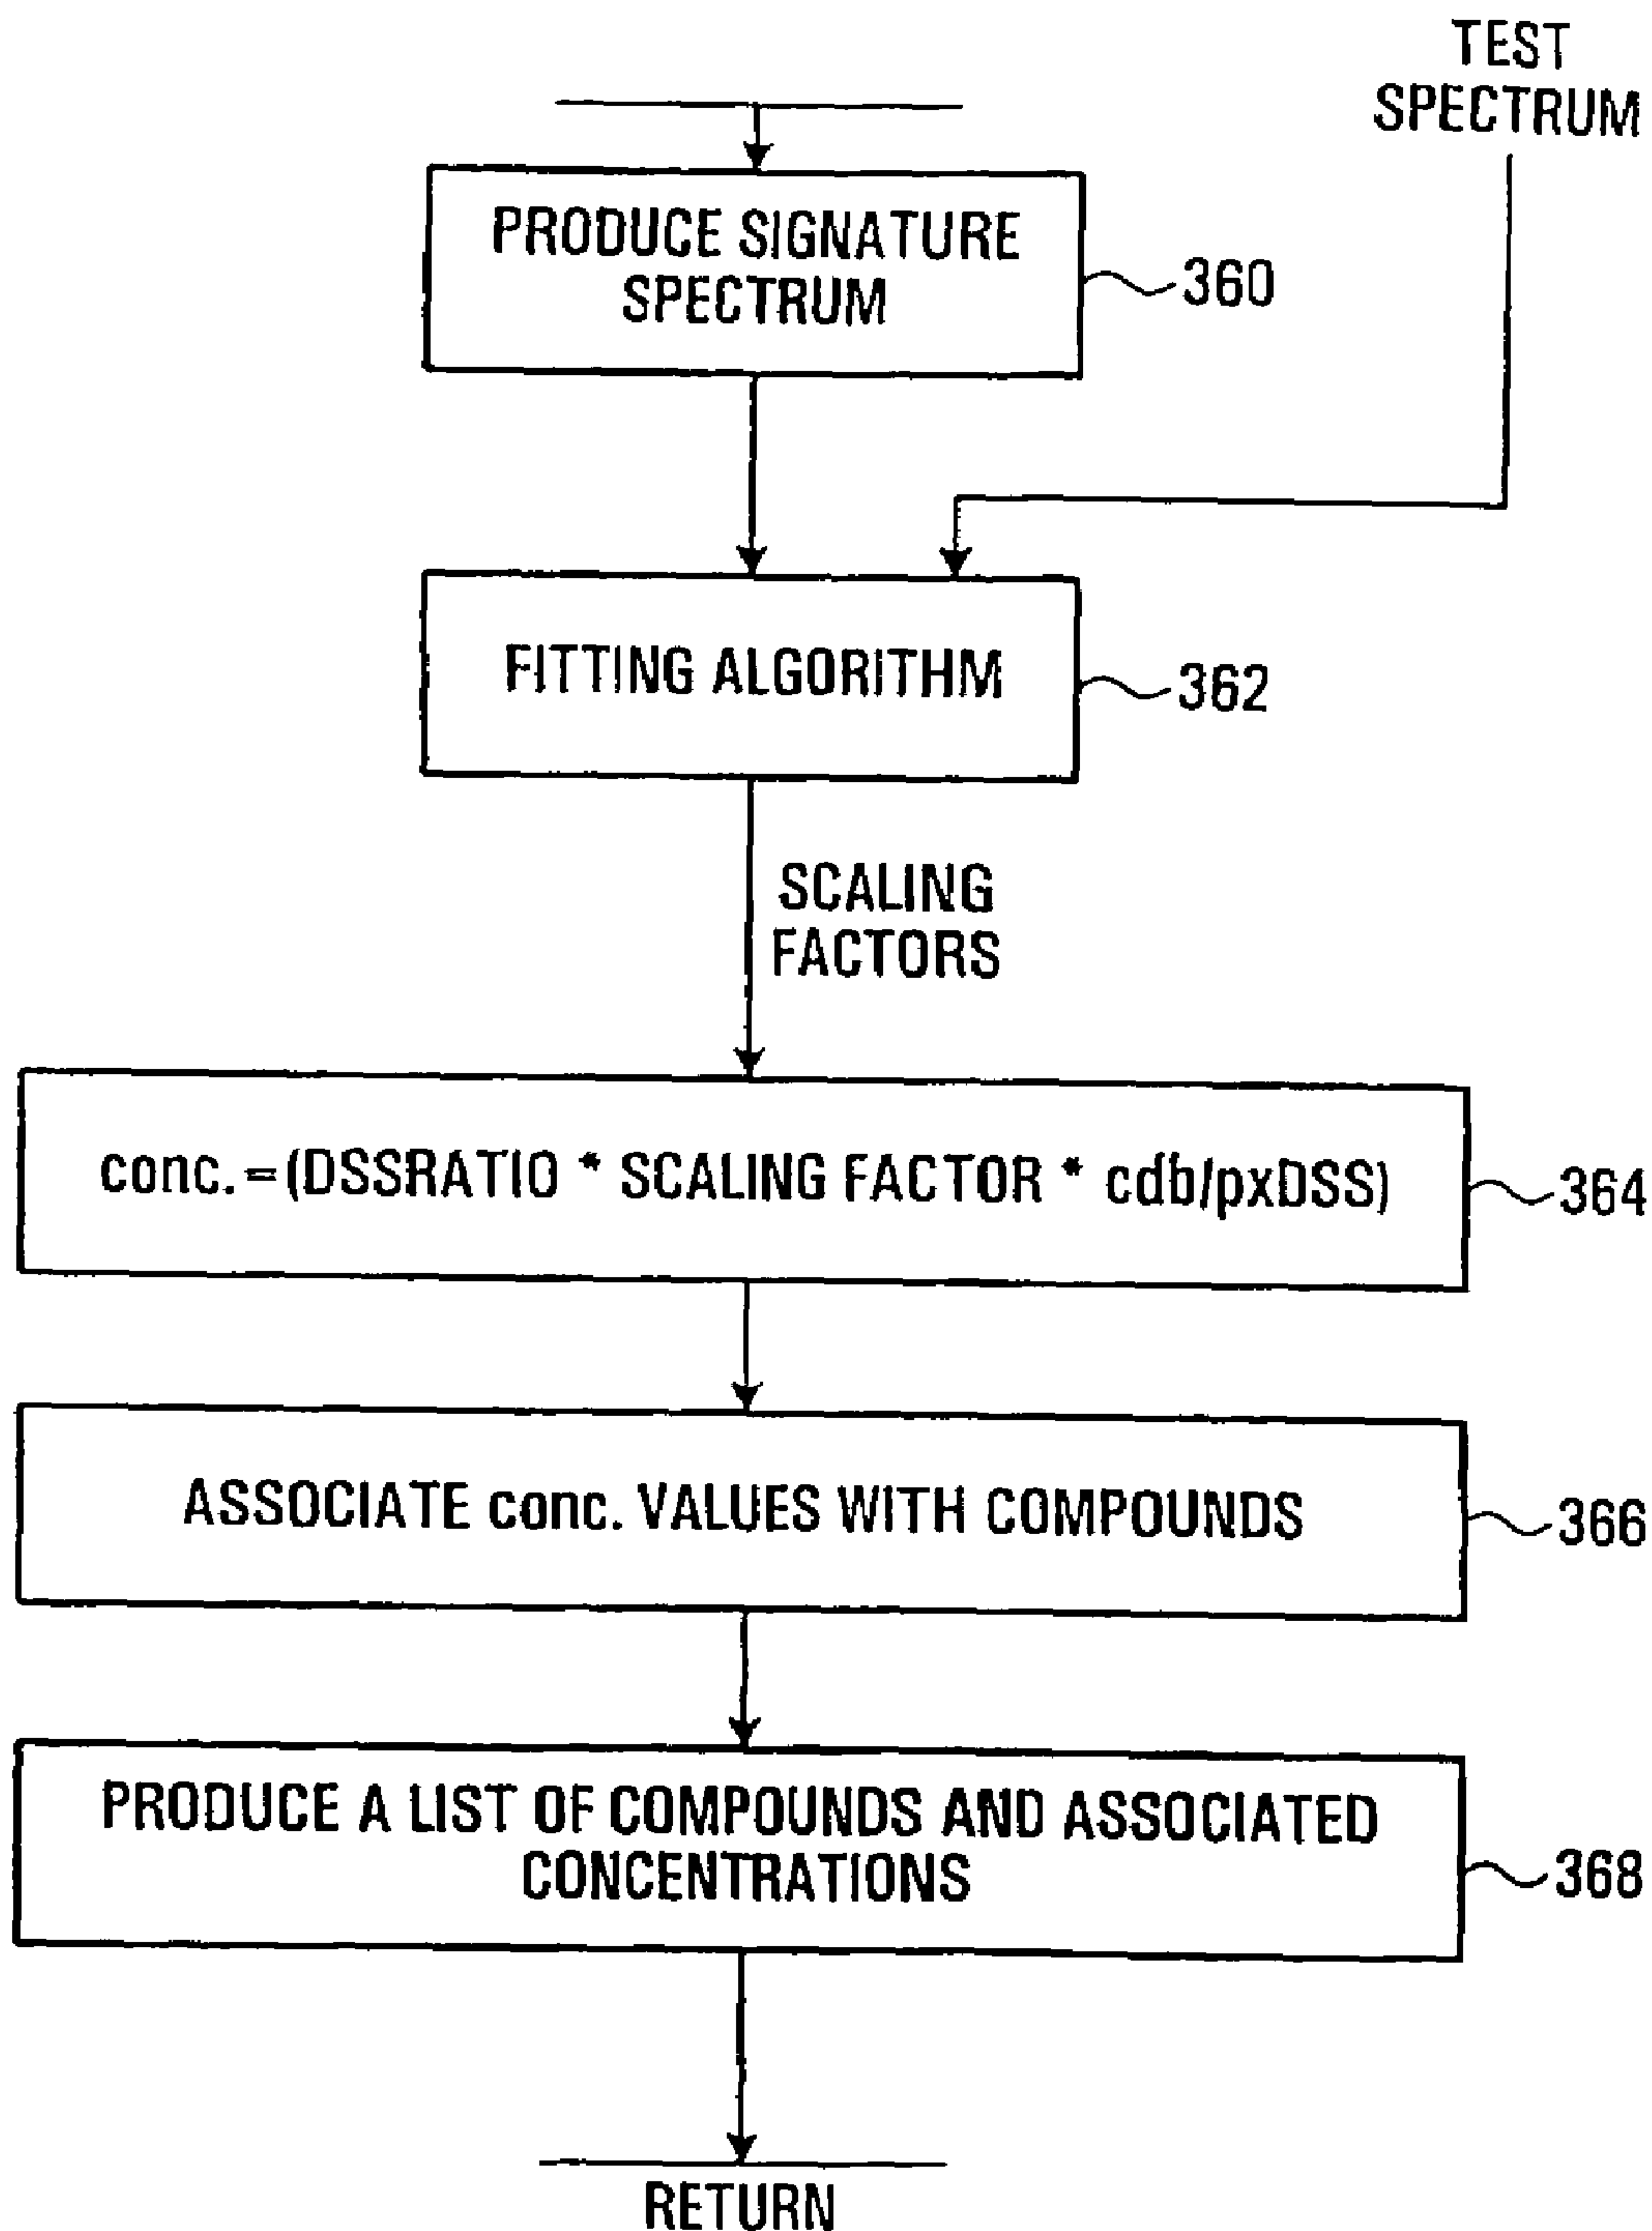 TEST
SPECTRUM
PRODUCE SIGNATURE
SPECTRUM
360
FITTING ALGORITHM
362
SCALING
FACTORS
conc. = (DSSRATIO * SCALING FACTOR * cdb/pxDSS)
364
ASSOCIATE conc. VALUES WITH COMPOUNDS
366
PRODUCE A LIST OF COMPOUNDS AND ASSOCIATED
CONCENTRATIONS
368
RETURN